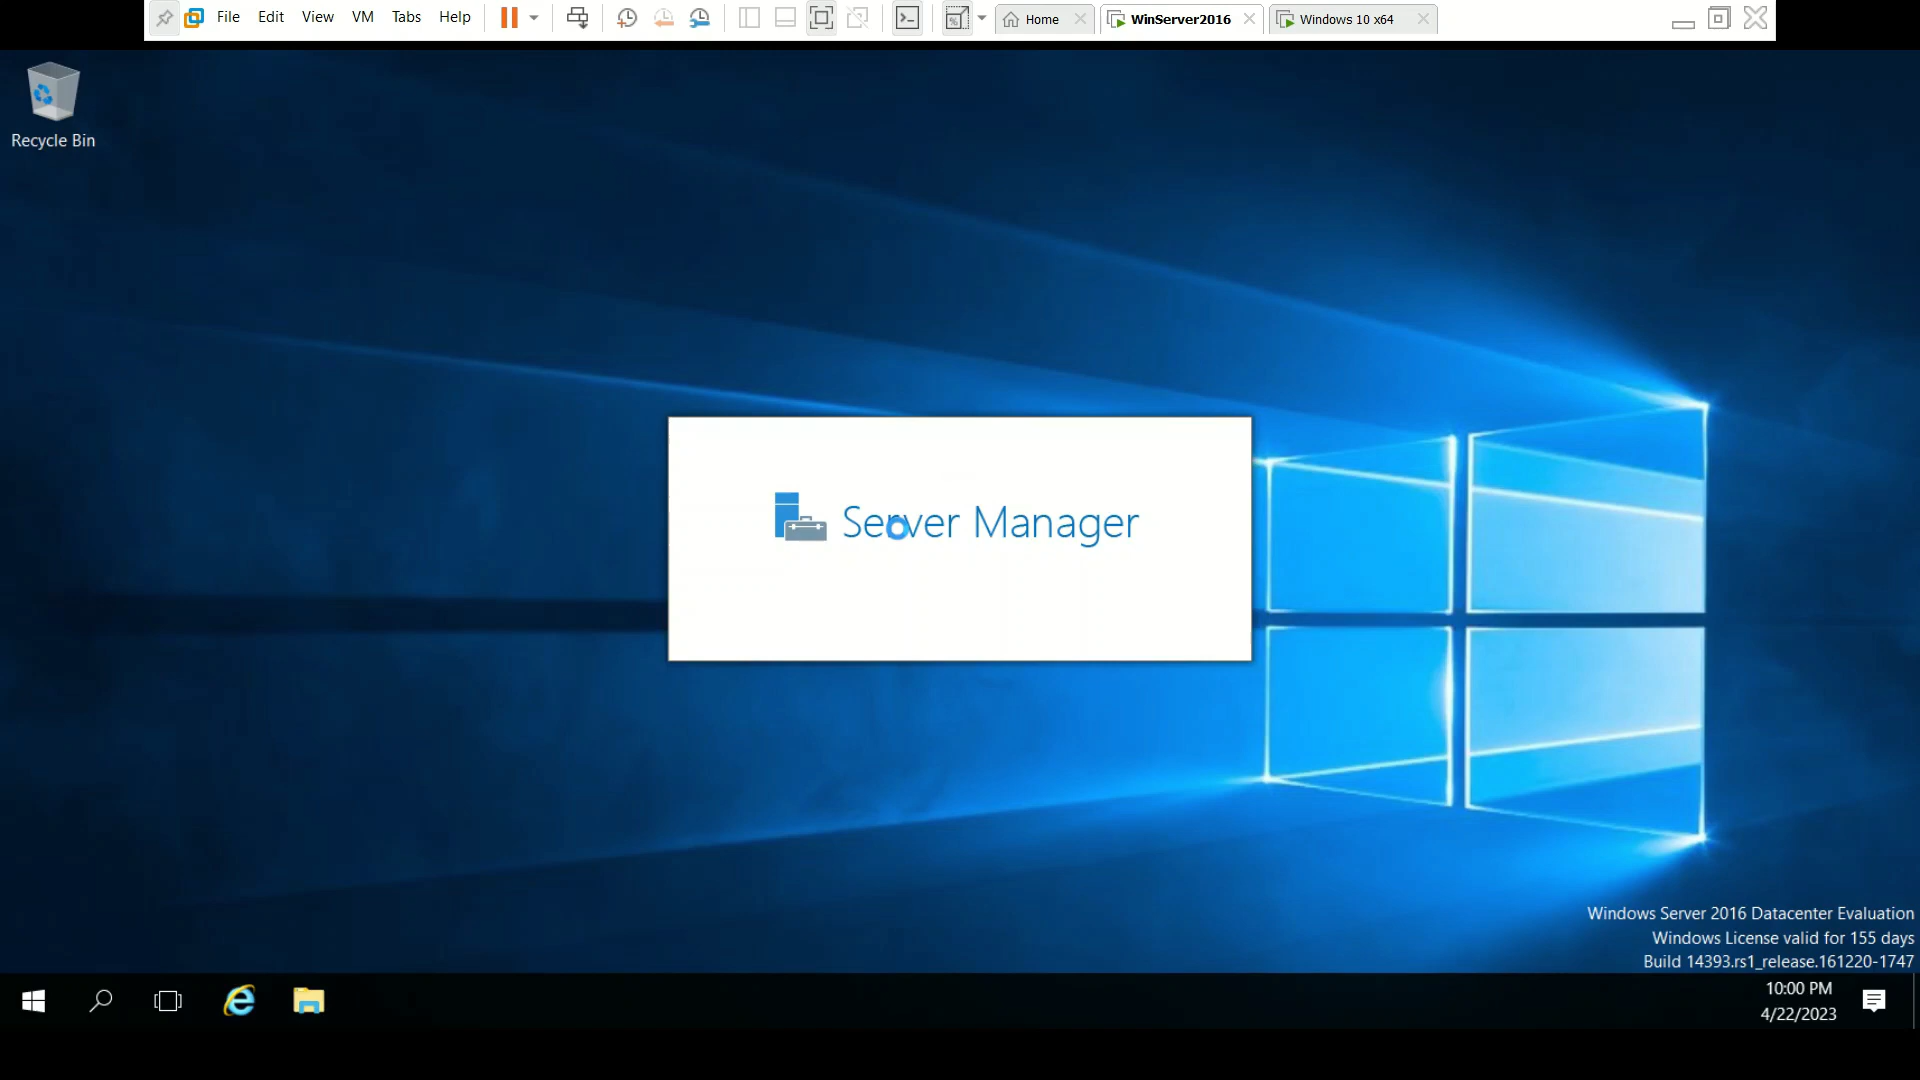 File Edit View VM Tabs Help Home WinServer2016 Windows 10 x64
Recycle Bin
Server Manager
Windows Server 2016 Datacenter Evaluation
Windows License valid for 155 days
Build 14393.rs1_release.161220-1747
10:00 PM
4/22/2023